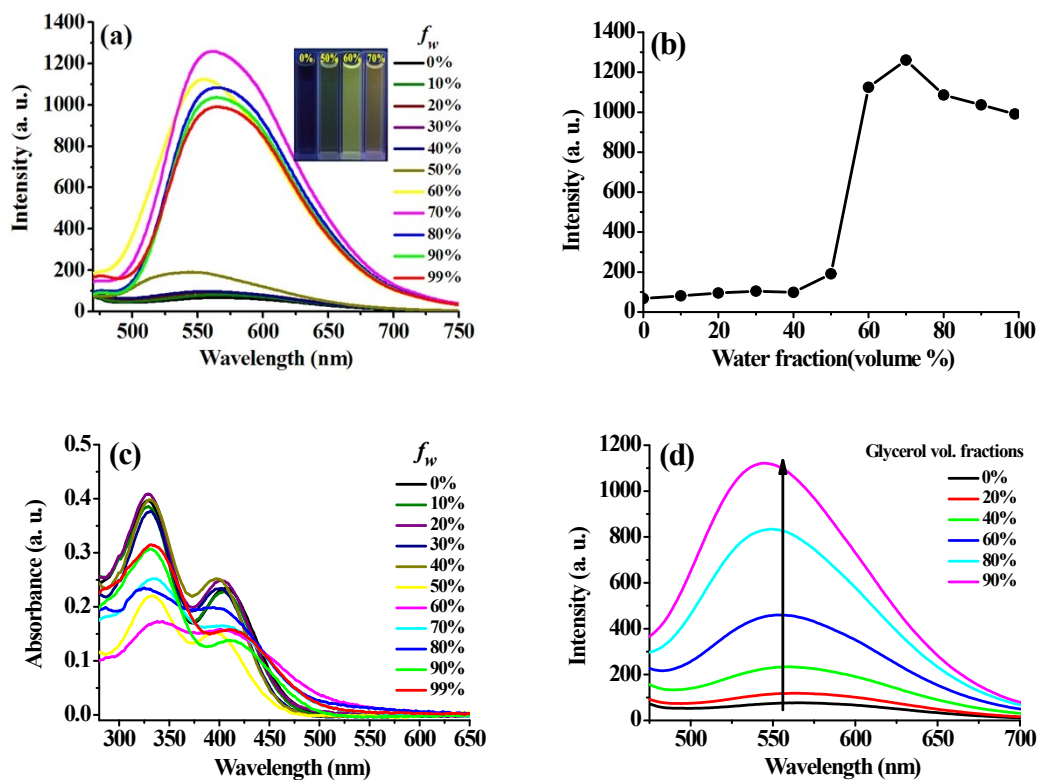 (a)
f_w
0%
10%
20%
30%
40%
50%
60%
70%
80%
90%
99%
0% 50% 60% 70%
1400
1200
1000
800
600
400
200
0
Intensity (a. u.)
500 550 600 650 700 750
Wavelength (nm)
(b)
1400
1200
1000
800
600
400
200
0
Intensity (a. u.)
0 20 40 60 80 100
Water fraction(volume %)
(c)
f_w
0%
10%
20%
30%
40%
50%
60%
70%
80%
90%
99%
0.5
0.4
0.3
0.2
0.1
0.0
Absorbance (a. u.)
300 350 400 450 500 550 600 650
Wavelength (nm)
(d)
Glycerol vol. fractions
0%
20%
40%
60%
80%
90%
1200
1000
800
600
400
200
0
Intensity (a. u.)
500 550 600 650 700
Wavelength (nm)